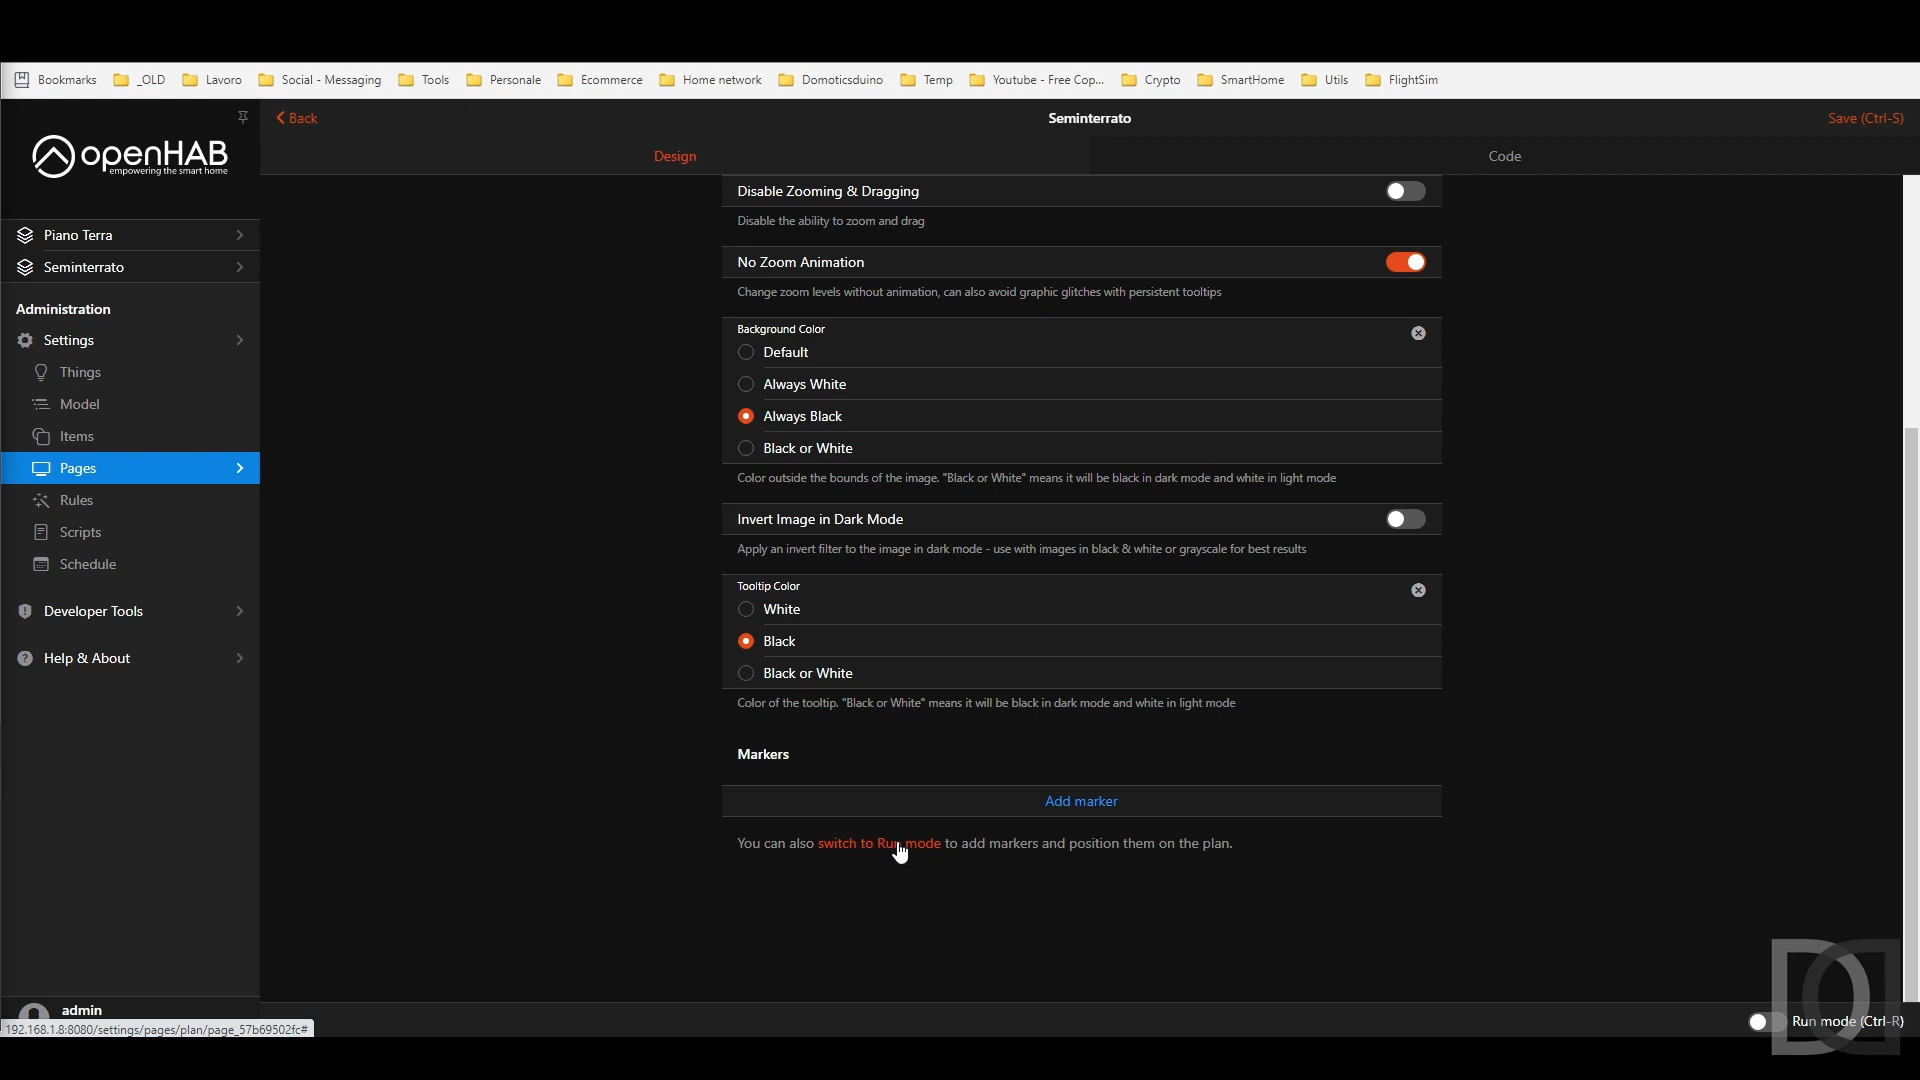 Bookmarks _OLD Lavoro Social - Messaging Tools Personale Ecommerce Home network Domoticsduino Temp Youtube - Free Cop... Crypto SmartHome Utils FlightSim
Back
Seminterrato
Save (Ctrl-S)
openHAB
empowering the smart home
Design
Code
Piano Terra
Seminterrato
Administration
Settings
Things
Model
Items
Pages
Rules
Scripts
Schedule
Developer Tools
Help & About
admin
192.168.1.8:8080/settings/pages/plan/page_57b69502fc#
Disable Zooming & Dragging
Disable the ability to zoom and drag
No Zoom Animation
Change zoom levels without animation, can also avoid graphic glitches with persistent tooltips
Background Color
Default
Always White
Always Black
Black or White
Color outside the bounds of the image. "Black or White" means it will be black in dark mode and white in light mode
Invert Image in Dark Mode
Apply an invert filter to the image in dark mode - use with images in black & white or grayscale for best results
Tooltip Color
White
Black
Black or White
Color of the tooltip. "Black or White" means it will be black in dark mode and white in light mode
Markers
Add marker
You can also switch to Run mode to add markers and position them on the plan.
Run mode (Ctrl-R)
DD